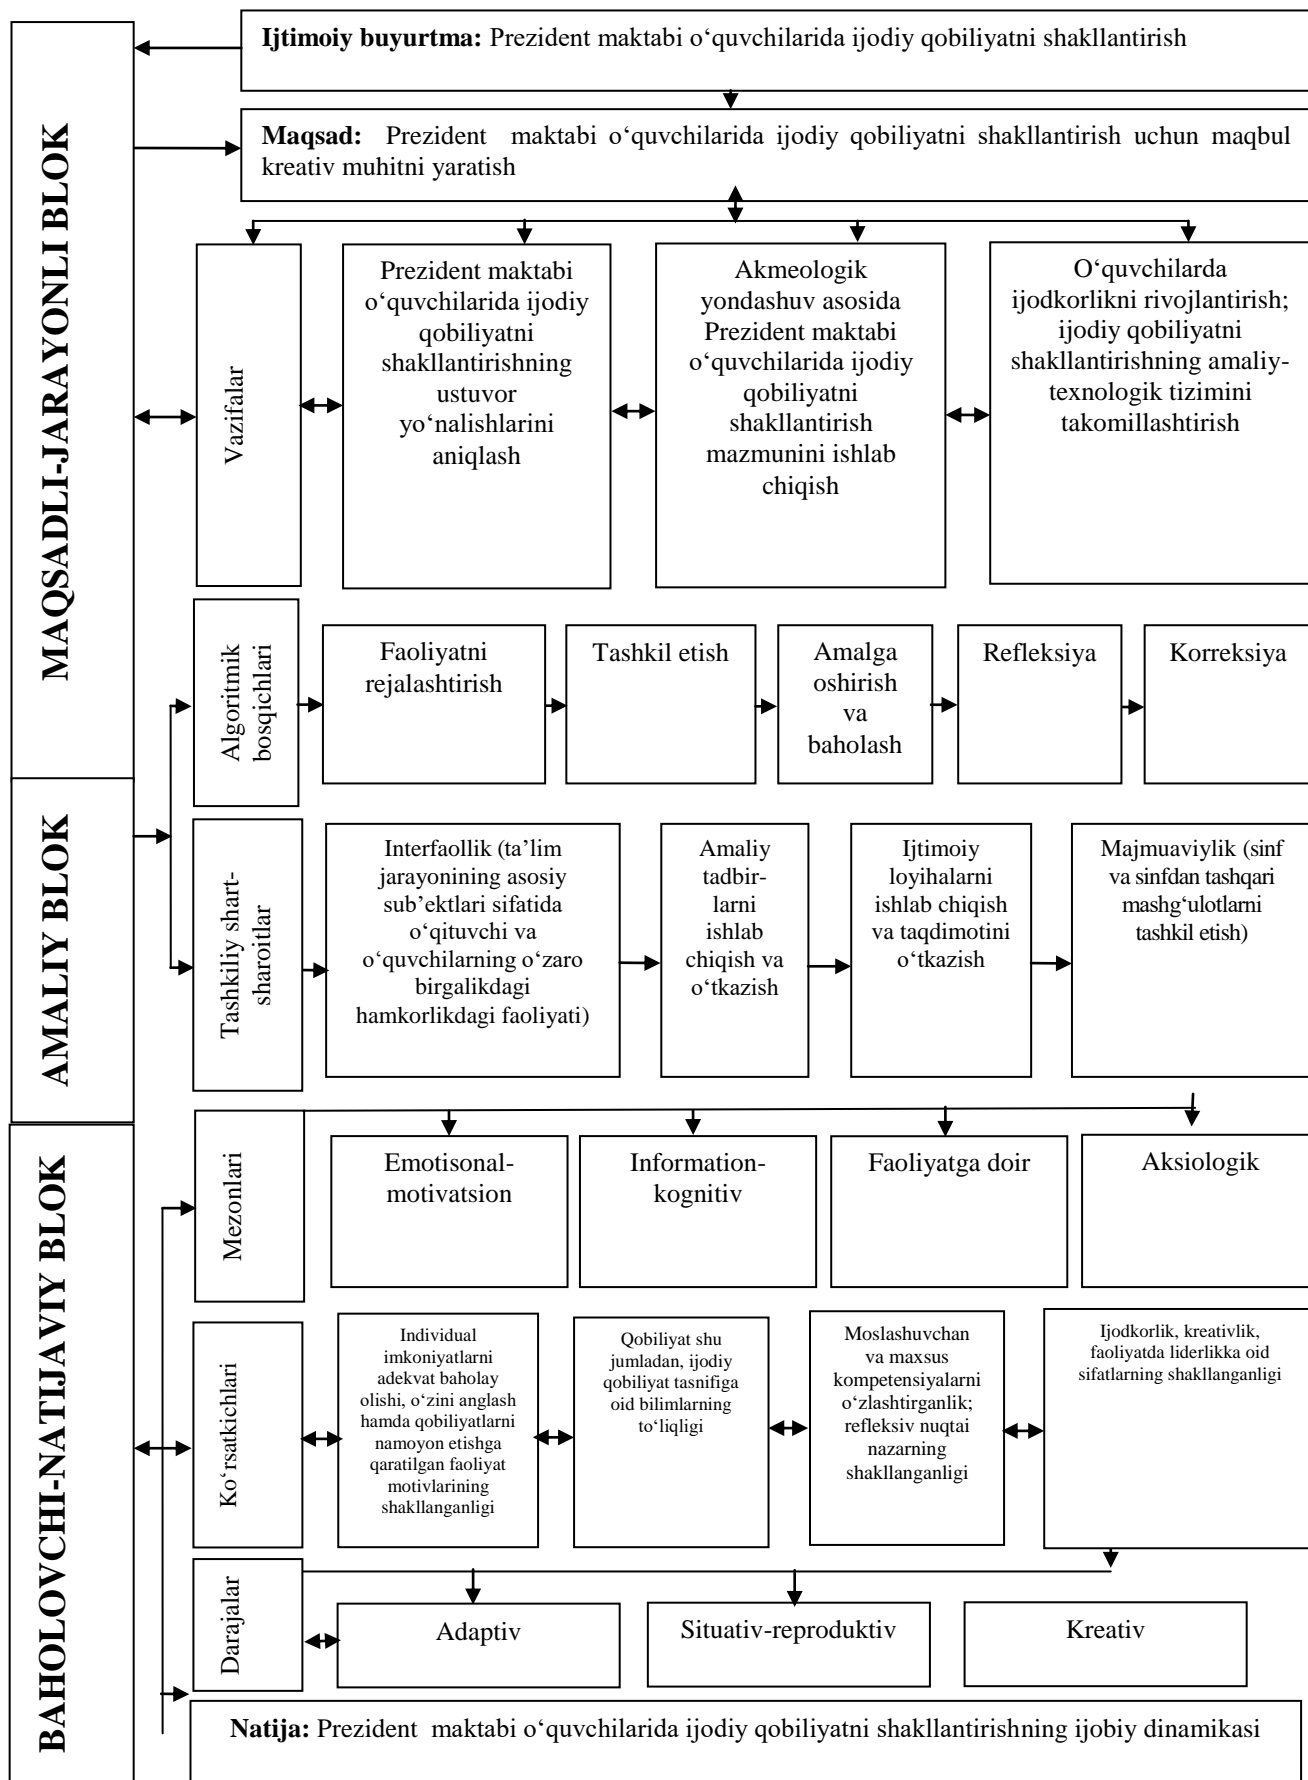 Ijtimoiy buyurtma: Prezident maktabi o‘quvchilarida ijodiy qobiliyatni shakllantirish
MAQSADLI-JARAYONLI BLOK
Maqsad: Prezident maktabi o‘quvchilarida ijodiy qobiliyatni shakllantirish uchun maqbul
kreativ muhitni yaratish
Vazifalar
Prezident maktabi
o‘quvchilarida ijodiy
qobiliyatni
shakllantirishning
ustuvor
yo‘nalishlarini
aniqlash
Akmeologik
yondashuv asosida
Prezident maktabi
o‘quvchilarida ijodiy
qobiliyatni
shakllantirish
mazmunini ishlab
chiqish
O‘quvchilarda
ijodkorlikni rivojlantirish;
ijodiy qobiliyatni
shakllantirishning amaliy-
texnologik tizimini
takomillashtirish
Algoritmik
bosqichlari
Faoliyatni
rejalashtirish
Tashkil etish
Amalga
oshirish
va
baholash
Refleksiya
Korreksiya
AMALIY BLOK
Tashkiliy shart-
sharoitlar
Interfaollik (ta’lim
jarayonining asosiy
sub’ektlari sifatida
o‘qituvchi va
o‘quvchilarning o‘zaro
birgalikdagi
hamkorlikdagi faoliyati)
Amaliy
tadbir-
larni
ishlab
chiqish va
o‘tkazish
Ijtimoiy
loyihalarni
ishlab chiqish
va taqdimotini
o‘tkazish
Majmuaviylik (sinf
va sinfdan tashqari
mashg‘ulotlarni
tashkil etish)
BAHOLOVCHI-NATIJAVIY BLOK
Mezonlari
Emotisonal-
motivatsion
Information-
kognitiv
Faoliyatga doir
Aksiologik
Ko‘rsatkichlari
Individual
imkoniyatlarni
adekvat baholay
olishi, o‘zini anglash
hamda qobiliyatlarni
namoyon etishga
qaratilgan faoliyat
motivlarining
shakllanganligi
Qobiliyat shu
jumladan, ijodiy
qobiliyat tasnifiga
oid bilimlarning
to‘liqligi
Moslashuvchan
va maxsus
kompetensiyalarni
o‘zlashtirganlik;
refleksiv nuqtai
nazarning
shakllanganligi
Ijodkorlik, kreativlik,
faoliyatda liderlikka oid
sifatlarning shakllanganligi
Darajalar
Adaptiv
Situativ-reproduktiv
Kreativ
Natija: Prezident maktabi o‘quvchilarida ijodiy qobiliyatni shakllantirishning ijobiy dinamikasi